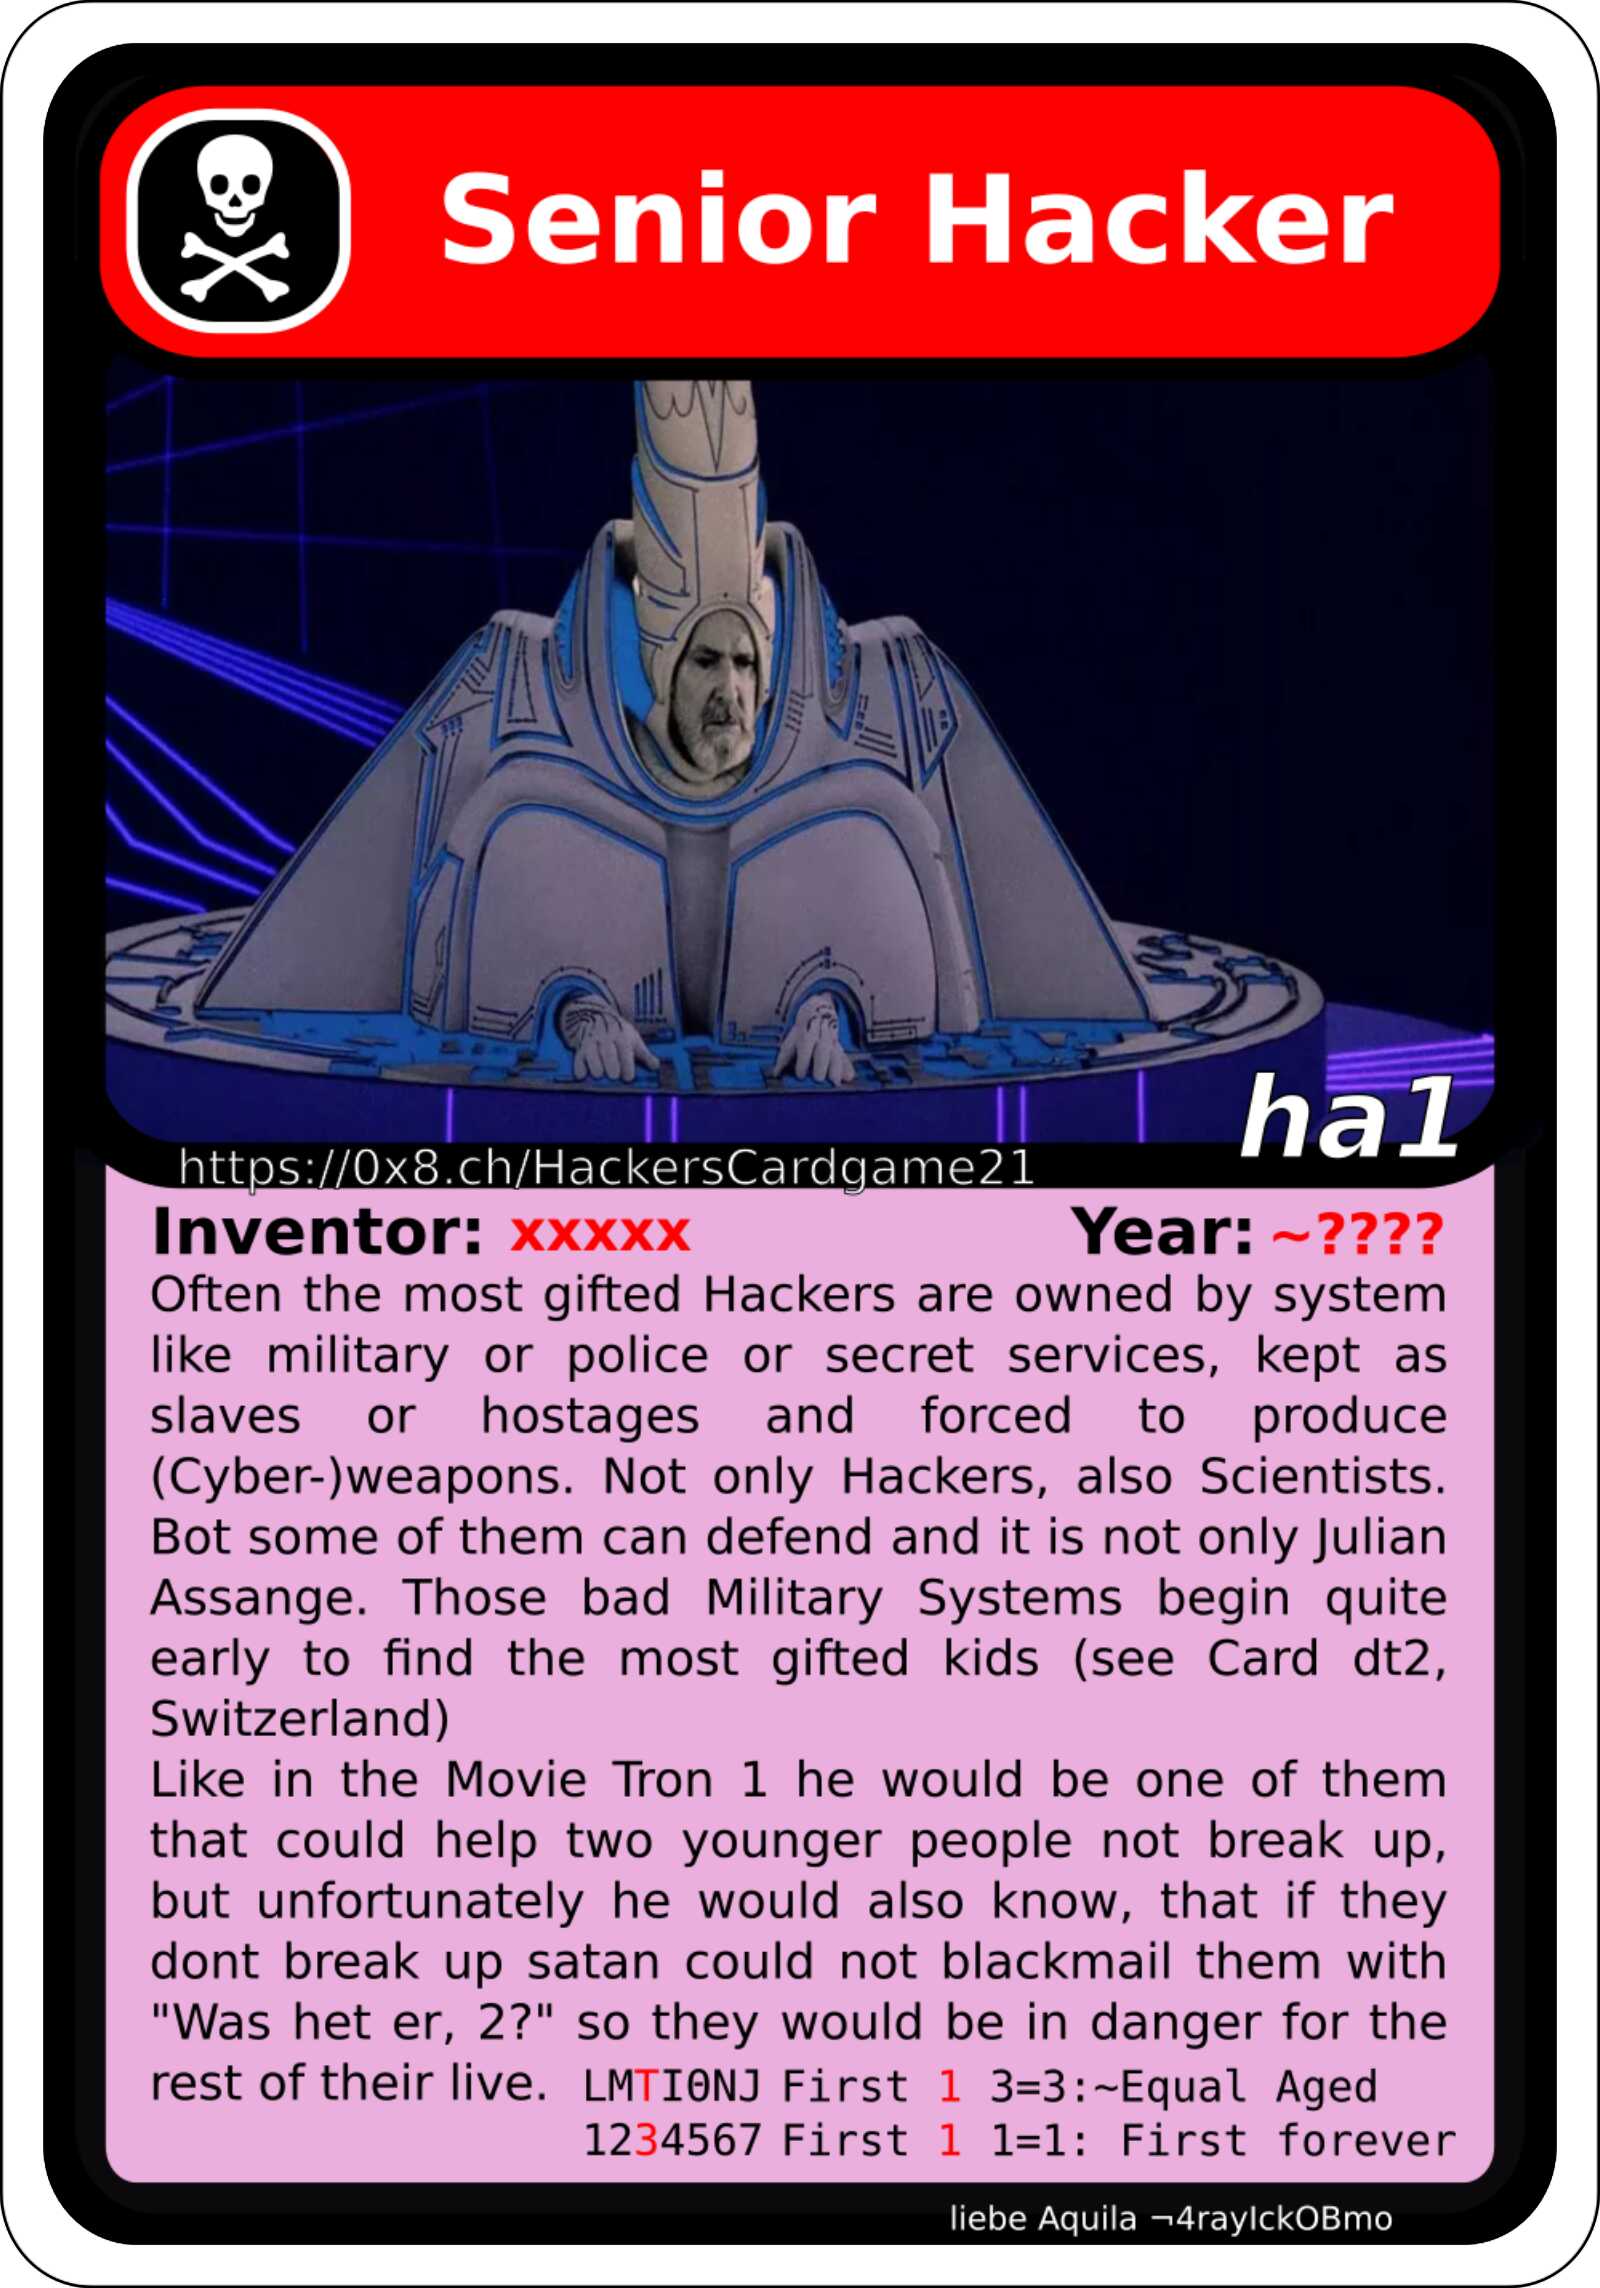 Senior Hacker
ha1
https://0x8.ch/HackersCardgame21
Inventor: xxxxx Year: ~????
Often the most gifted Hackers are owned by system
like military or police or secret services, kept as
slaves or hostages and forced to produce
(Cyber-)weapons. Not only Hackers, also Scientists.
Bot some of them can defend and it is not only Julian
Assange. Those bad Military Systems begin quite
early to find the most gifted kids (see Card dt2,
Switzerland)
Like in the Movie Tron 1 he would be one of them
that could help two younger people not break up,
but unfortunately he would also know, that if they
dont break up satan could not blackmail them with
"Was het er, 2?" so they would be in danger for the
rest of their live. LMTI0NJ First 1 3=3:~Equal Aged
1234567 First 1 1=1: First forever
liebe Aquila ¬4rayIckOBmo